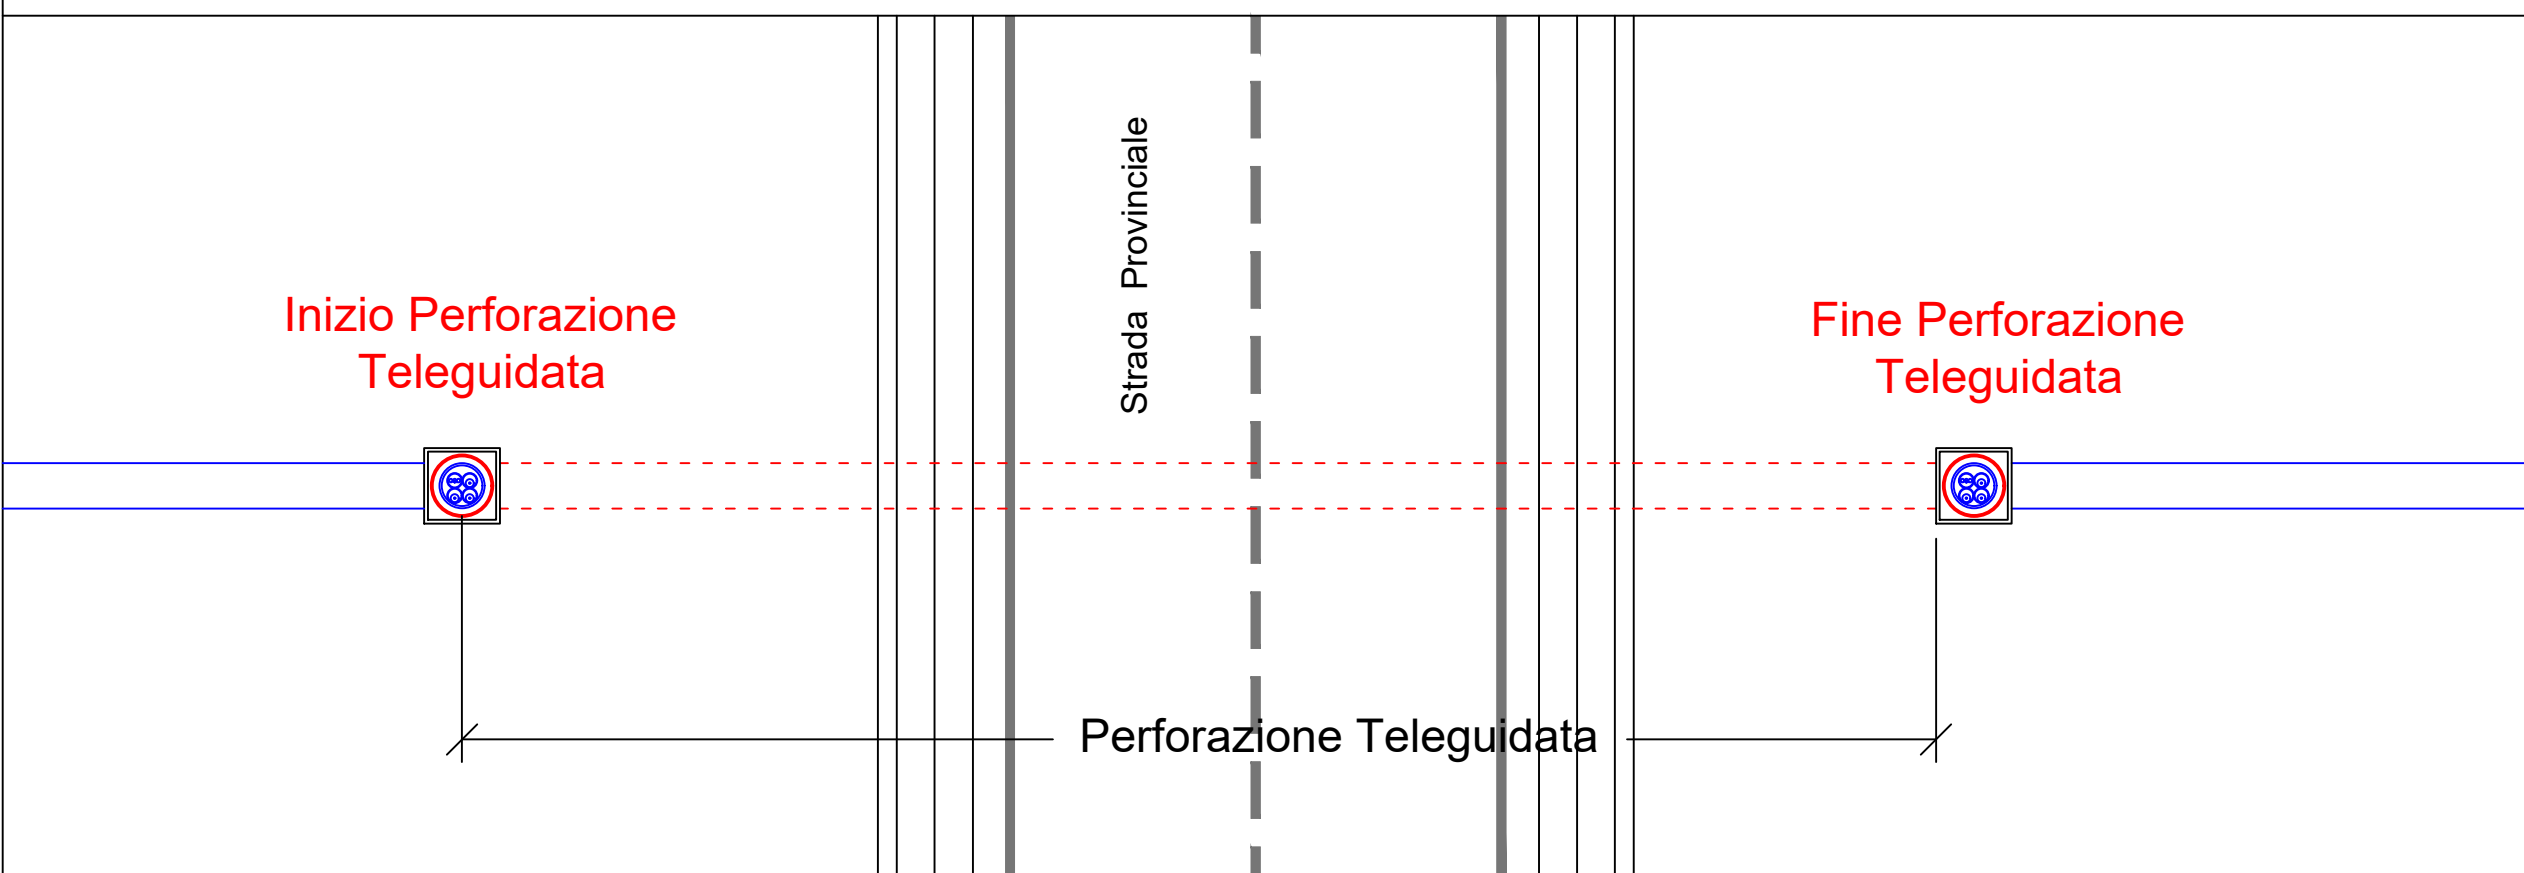 Strada Provinciale
Inizio Perforazione
Teleguidata
Fine Perforazione
Teleguidata
Perforazione Teleguidata